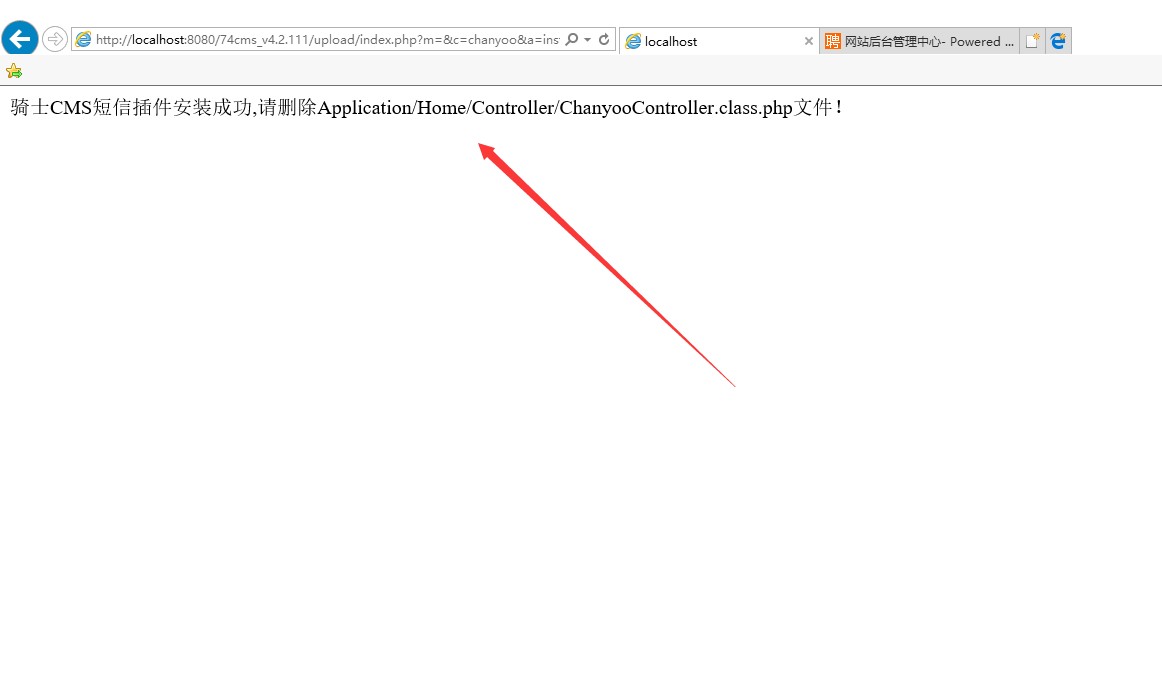 http://localhost:8080/74cms_v4.2.111/upload/index.php?m=&c=chanyoo&a=ins
localhost
聘 网站后台管理中心- Powered ...
骑士CMS短信插件安装成功,请删除Application/Home/Controller/ChanyooController.class.php文件!